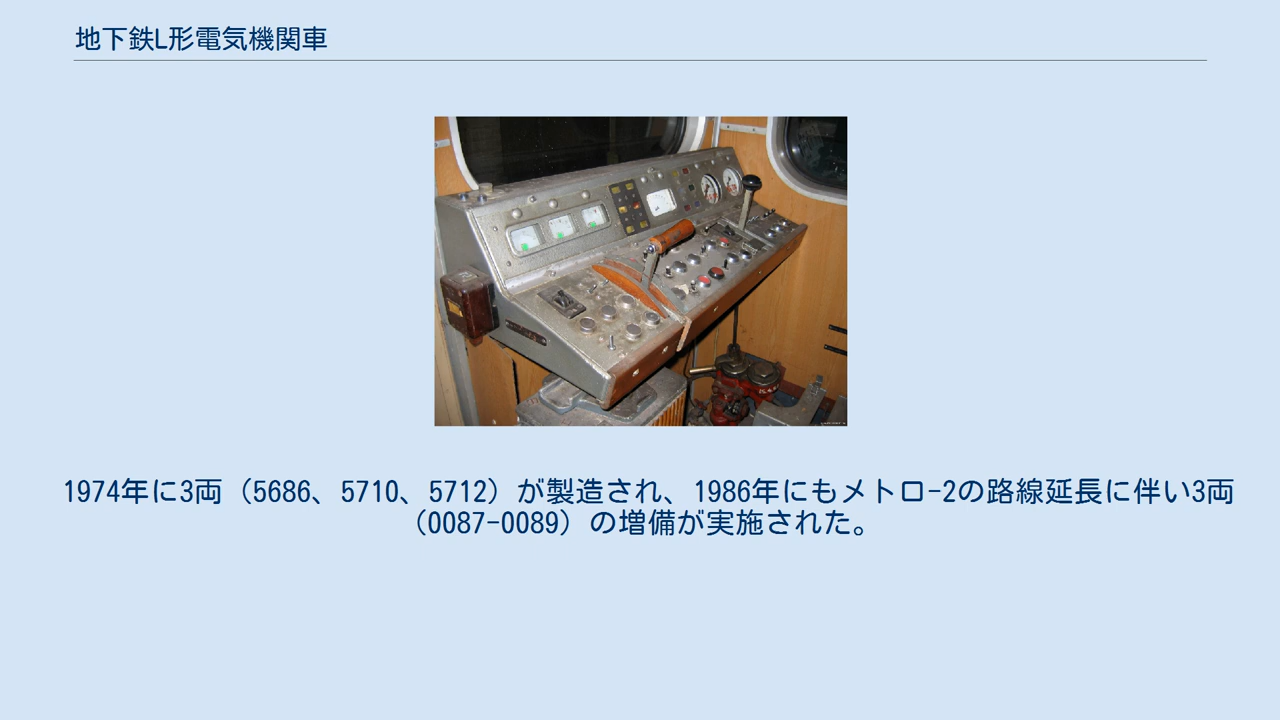 地下鉄L形電気機関車
1974年に3両（5686、5710、5712）が製造され、1986年にもメトロ-2の路線延長に伴い3両
（0087-0089）の増備が実施された。